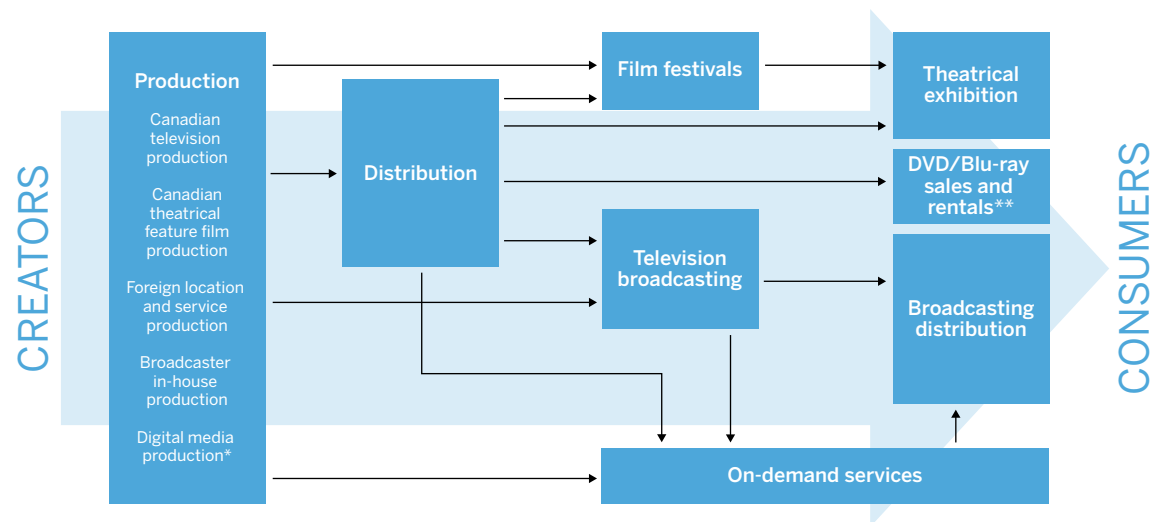 CREATORS
Production
Canadian
television
production
Canadian
theatrical
feature film
production
Foreign location
and service
production
Broadcaster
in-house
production
Digital media
production*
Distribution
Film festivals
Television
broadcasting
On-demand services
Theatrical
exhibition
DVD/Blu-ray
sales and
rentals**
Broadcasting
distribution
CONSUMERS